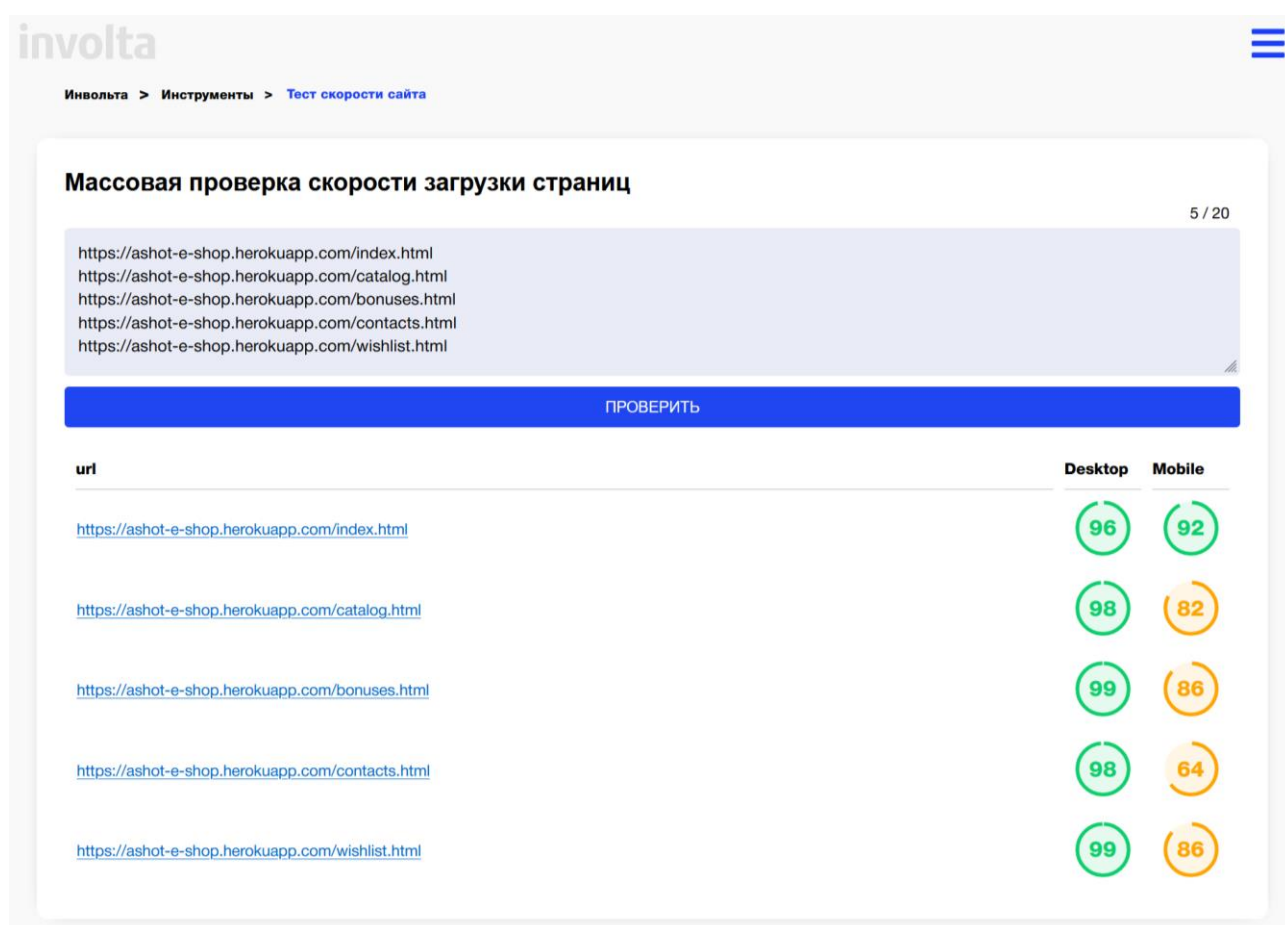 involta
Инвольта > Инструменты > Тест скорости сайта
Массовая проверка скорости загрузки страниц
5 / 20
https://ashot-e-shop.herokuapp.com/index.html
https://ashot-e-shop.herokuapp.com/catalog.html
https://ashot-e-shop.herokuapp.com/bonuses.html
https://ashot-e-shop.herokuapp.com/contacts.html
https://ashot-e-shop.herokuapp.com/wishlist.html
ПРОВЕРИТЬ
url Desktop Mobile
https://ashot-e-shop.herokuapp.com/index.html 96 92
https://ashot-e-shop.herokuapp.com/catalog.html 98 82
https://ashot-e-shop.herokuapp.com/bonuses.html 99 86
https://ashot-e-shop.herokuapp.com/contacts.html 98 64
https://ashot-e-shop.herokuapp.com/wishlist.html 99 86